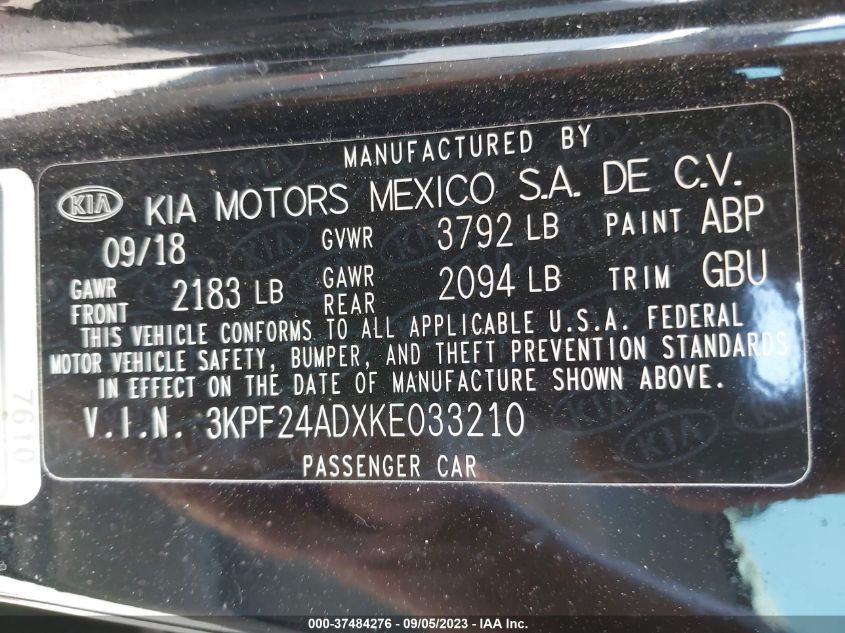 MANUFACTURED BY
KIA KIA MOTORS MEXICO S.A. DE C.V.
09/18 GVWR 3792 LB PAINT ABP
GAWR FRONT 2183 LB GAWR REAR 2094 LB TRIM GBU
THIS VEHICLE CONFORMS TO ALL APPLICABLE U.S.A. FEDERAL
MOTOR VEHICLE SAFETY, BUMPER, AND THEFT PREVENTION STANDARDS
IN EFFECT ON THE DATE OF MANUFACTURE SHOWN ABOVE.
V.I.N. 3KPF24ADXKE033210
PASSENGER CAR
7610
000-37484276 - 09/05/2023 - IAA Inc.